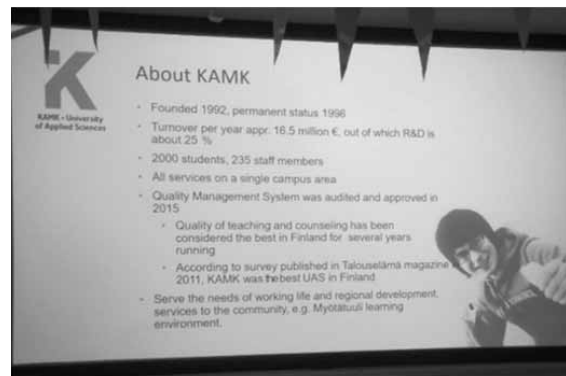 KAMK • University
of Applied Sciences
About KAMK
• Founded 1992, permanent status 1996
• Turnover per year appr. 16.5 million €, out of which R&D is
about 25 %
• 2000 students, 235 staff members
• All services on a single campus area
• Quality Management System was audited and approved in
2015
• Quality of teaching and counseling has been
considered the best in Finland for several years
running
• According to survey published in Talouselämä magazine
2011, KAMK was the best UAS in Finland
• Serve the needs of working life and regional development,
services to the community, e.g. Myötätuuli learning
environment.